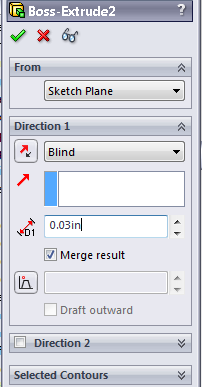 Boss-Extrude2 ?
From
Sketch Plane
Direction 1
Blind
D1 0.03in
Merge result
Draft outward
Direction 2
Selected Contours